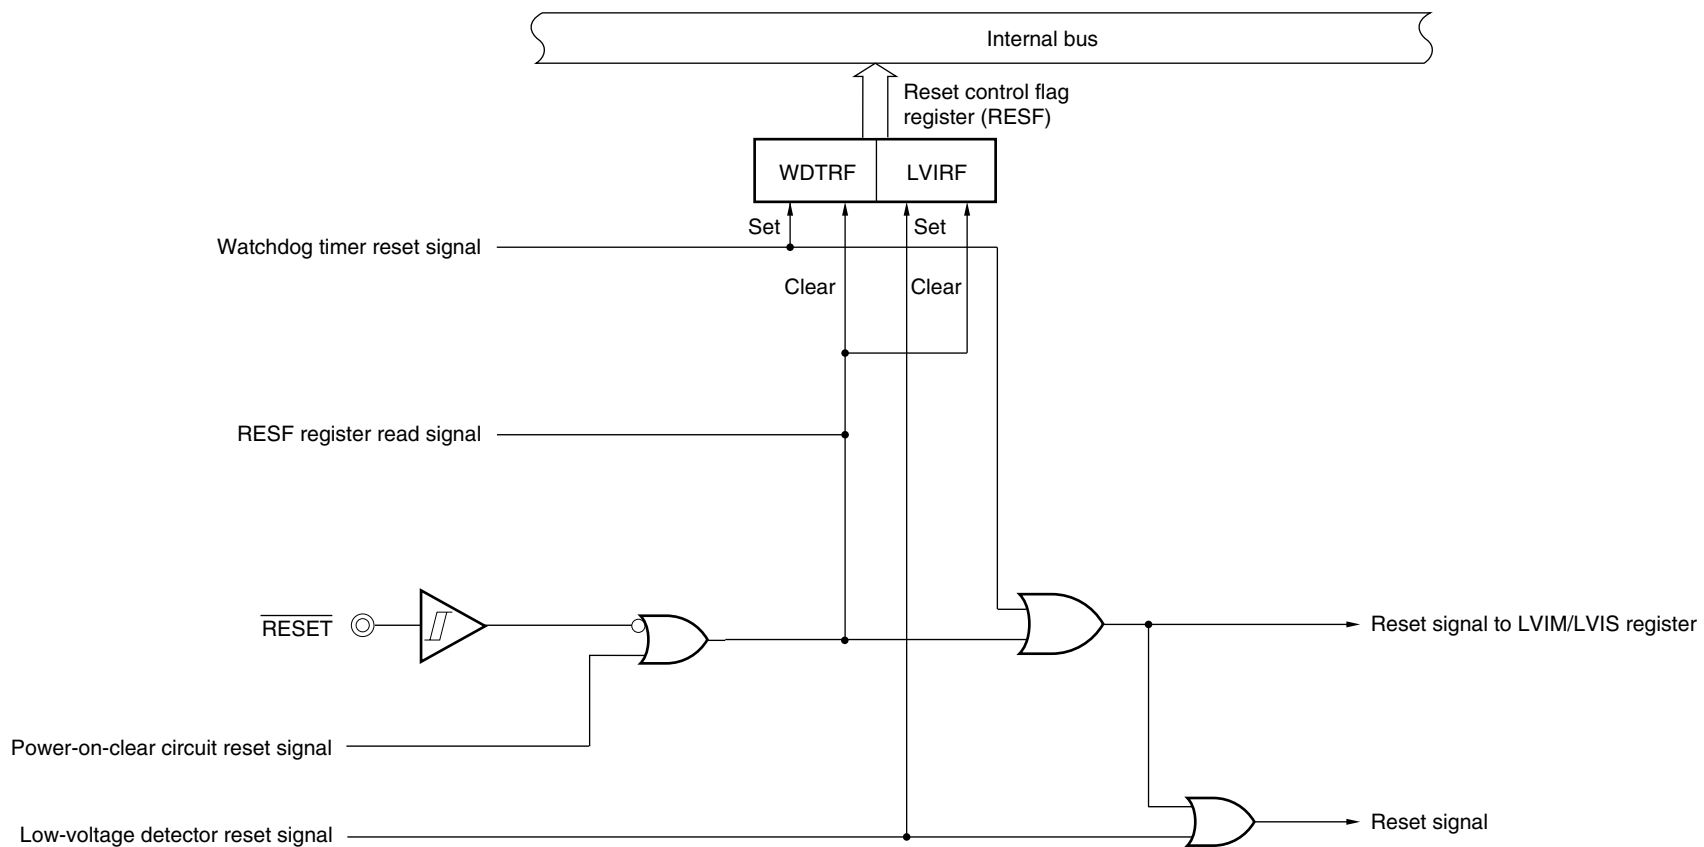 Internal bus
Reset control flag
register (RESF)
WDTRF
LVIRF
Set
Set
Watchdog timer reset signal
Clear
Clear
RESF register read signal
RESET
Reset signal to LVIM/LVIS register
Power-on-clear circuit reset signal
Low-voltage detector reset signal
Reset signal